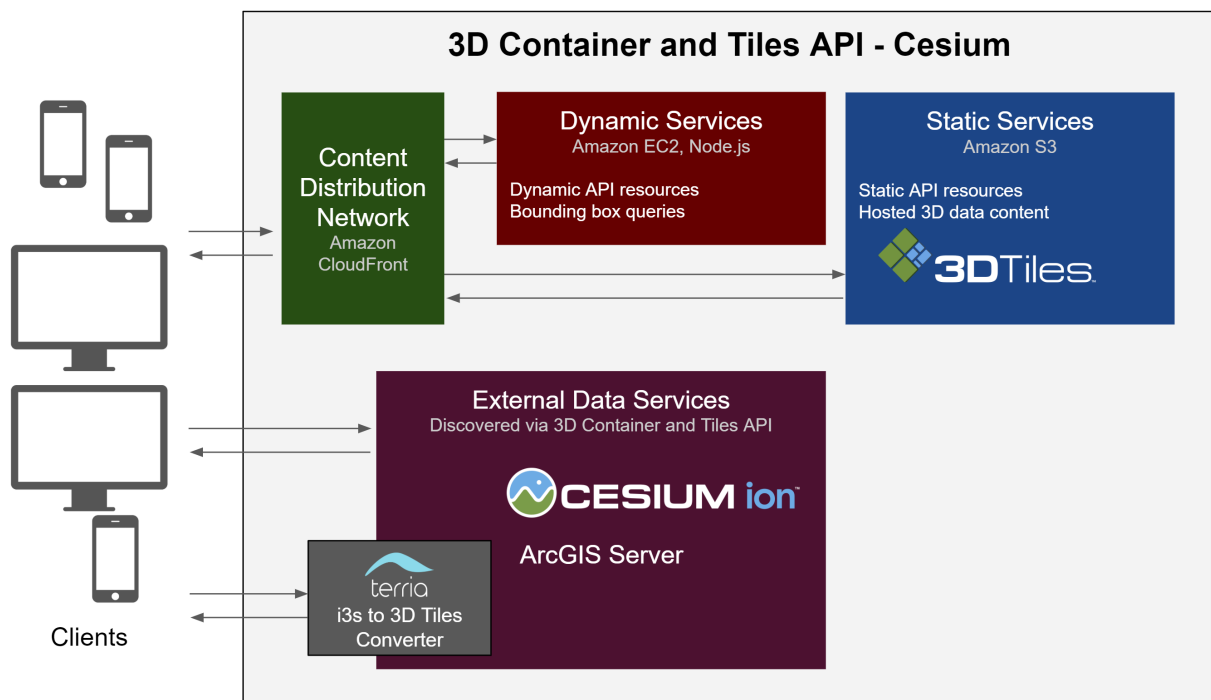 3D Container and Tiles API - Cesium
Content
Distribution
Network
Amazon
CloudFront
Dynamic Services
Amazon EC2, Node.js
Dynamic API resources
Bounding box queries
Static Services
Amazon S3
Static API resources
Hosted 3D data content
3DTiles™
External Data Services
Discovered via 3D Container and Tiles API
CESIUM ion™
ArcGIS Server
terria
i3s to 3D Tiles
Converter
Clients